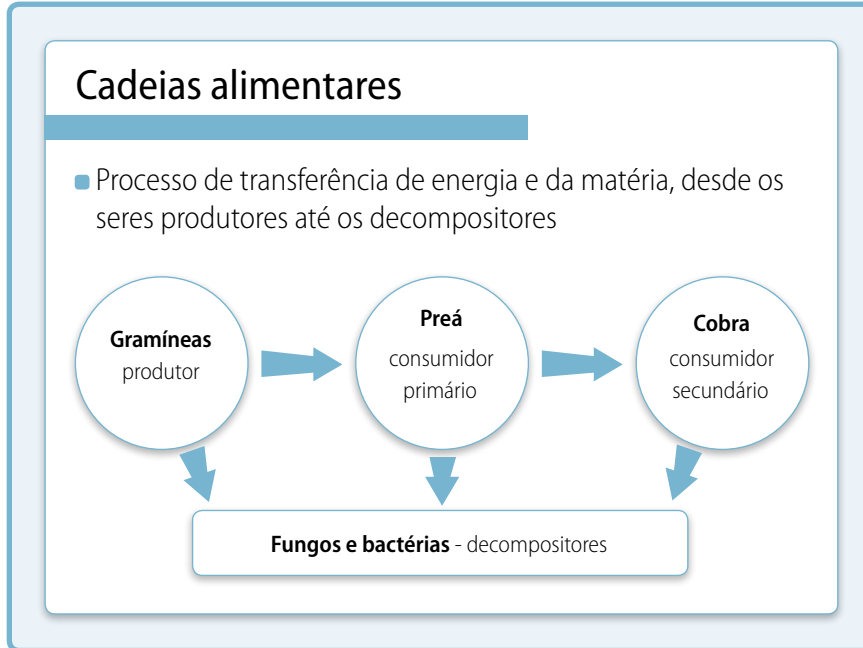 Cadeias alimentares
Processo de transferência de energia e da matéria, desde os
seres produtores até os decompositores
Gramíneas
produtor
Preá
consumidor
primário
Cobra
consumidor
secundário
Fungos e bactérias - decompositores